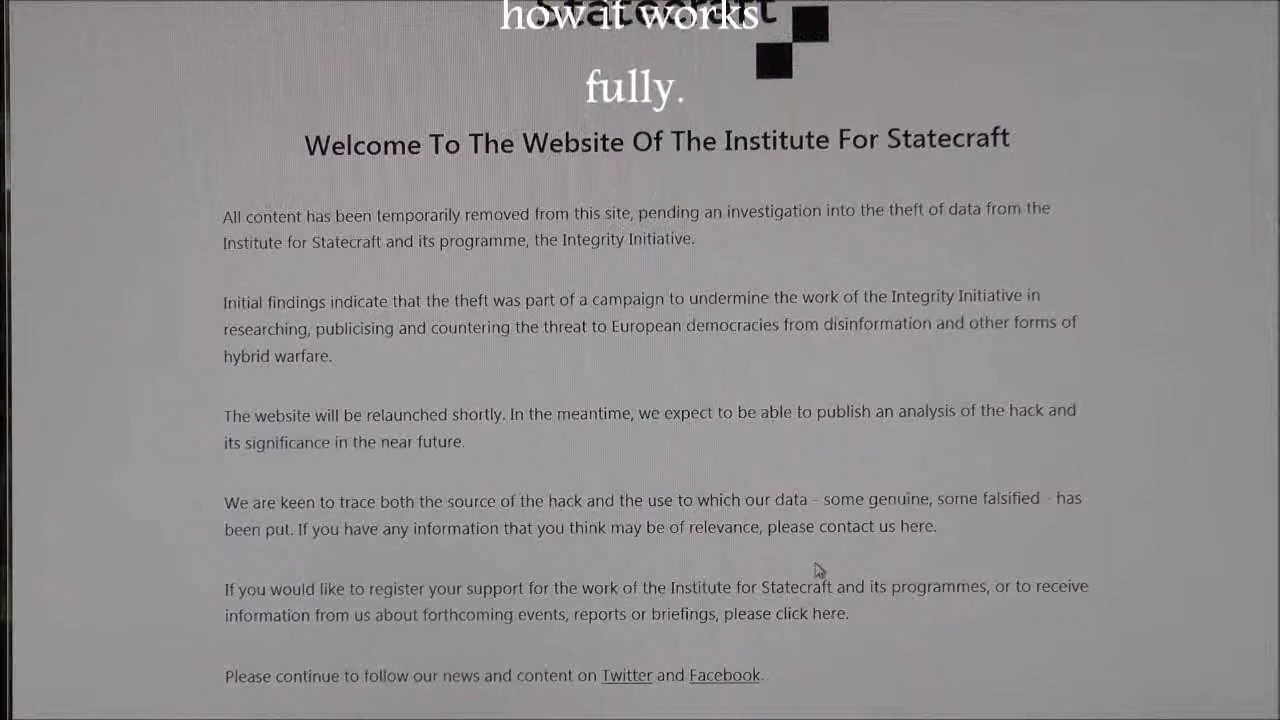 how it works
Statecraft
fully.
Welcome To The Website Of The Institute For Statecraft
All content has been temporarily removed from this site, pending an investigation into the theft of data from the
Institute for Statecraft and its programme, the Integrity Initiative.
Initial findings indicate that the theft was part of a campaign to undermine the work of the Integrity Initiative in
researching, publicising and countering the threat to European democracies from disinformation and other forms of
hybrid warfare.
The website will be relaunched shortly. In the meantime, we expect to be able to publish an analysis of the hack and
its significance in the near future.
We are keen to trace both the source of the hack and the use to which our data - some genuine, some falsified - has
been put. If you have any information that you think may be of relevance, please contact us here.
If you would like to register your support for the work of the Institute for Statecraft and its programmes, or to receive
information from us about forthcoming events, reports or briefings, please click here.
Please continue to follow our news and content on Twitter and Facebook.